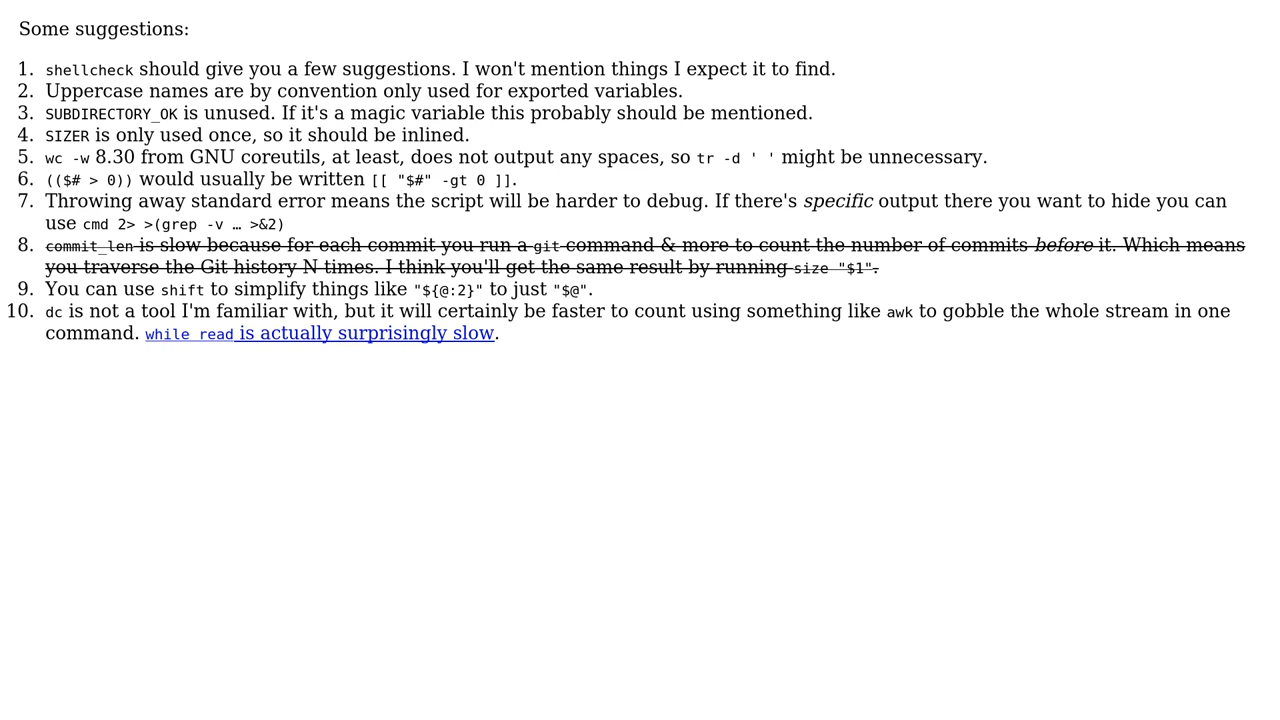 Some suggestions:
1. shellcheck should give you a few suggestions. I won't mention things I expect it to find.
2. Uppercase names are by convention only used for exported variables.
3. SUBDIRECTORY_OK is unused. If it's a magic variable this probably should be mentioned.
4. SIZER is only used once, so it should be inlined.
5. wc -w 8.30 from GNU coreutils, at least, does not output any spaces, so tr -d ' ' might be unnecessary.
6. (($# > 0)) would usually be written [[ "$#" -gt 0 ]].
7. Throwing away standard error means the script will be harder to debug. If there's specific output there you want to hide you can
use cmd 2> >(grep -v … >&2)
8. commit_len is slow because for each commit you run a git command & more to count the number of commits before it. Which means
you traverse the Git history N times. I think you'll get the same result by running size "$1".
9. You can use shift to simplify things like "${@:2}" to just "$@".
10. dc is not a tool I'm familiar with, but it will certainly be faster to count using something like awk to gobble the whole stream in one
command. while read is actually surprisingly slow.